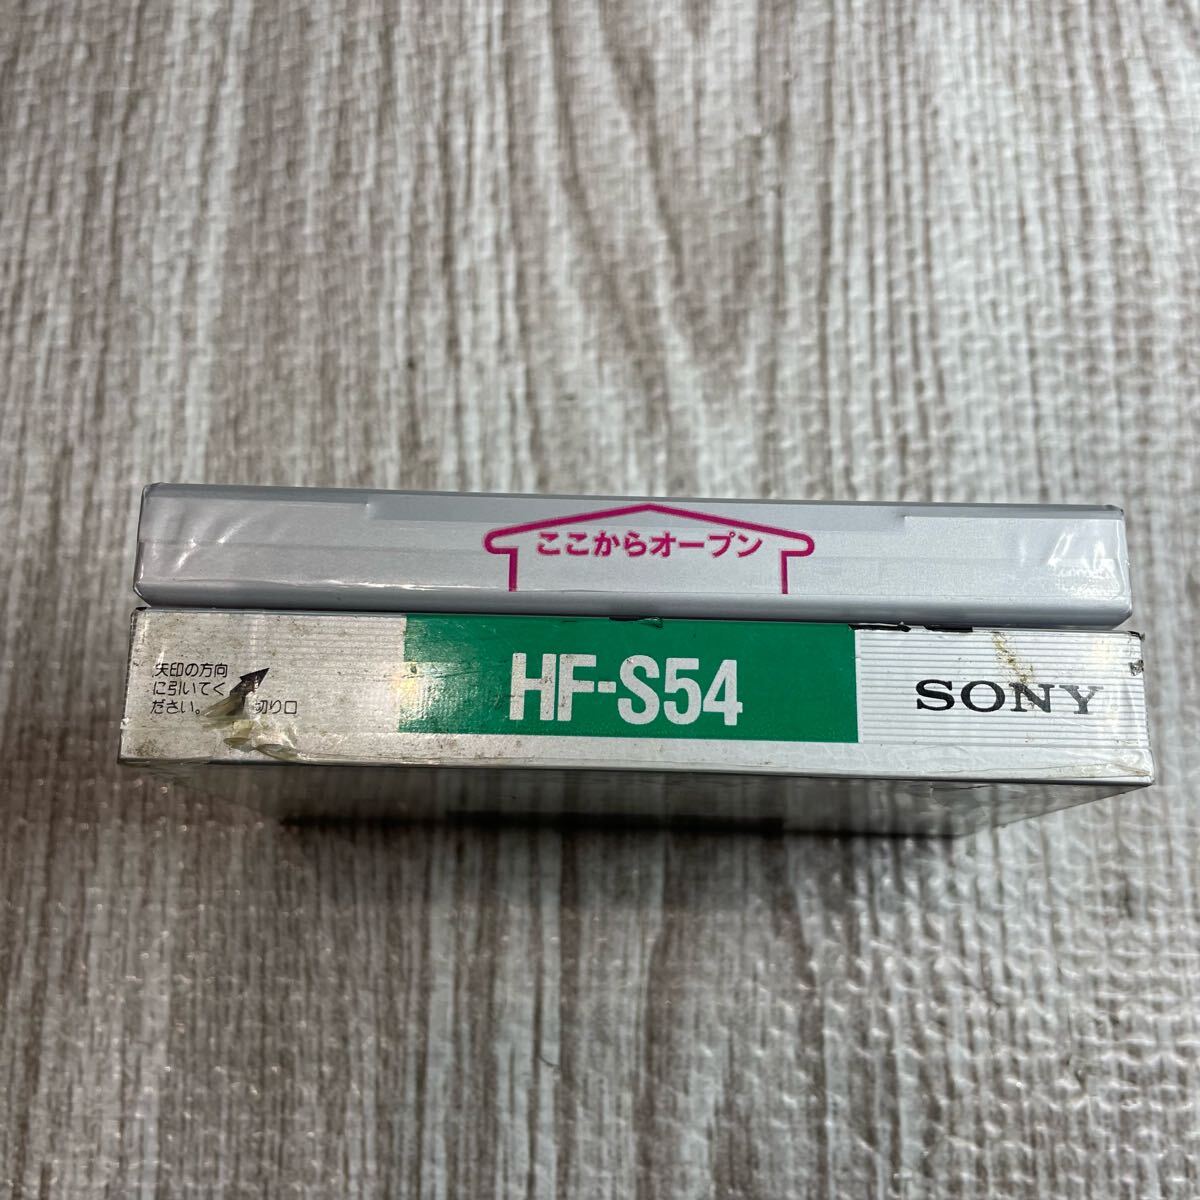 ここからオープン
矢印の方向
に引いてく
ださい。
切り口
HF-S54
SONY